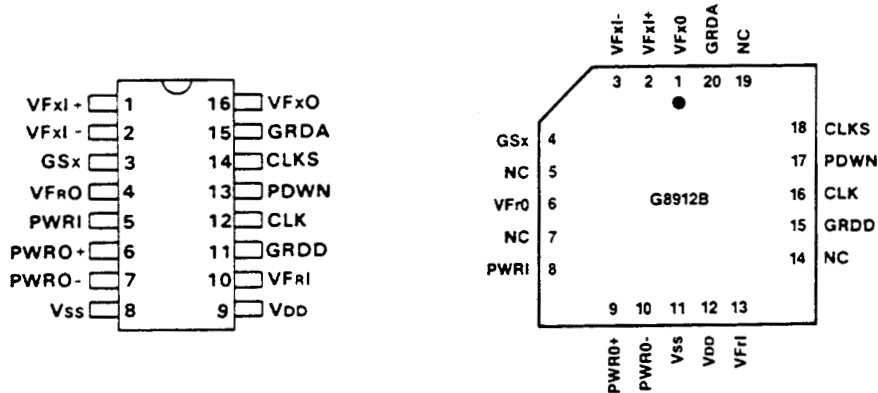 VFxI+ 1 16 VFxO
VFxI- 2 15 GRDA
GSx 3 14 CLKS
VFRO 4 13 PDWN
PWRI 5 12 CLK
PWRO+ 6 11 GRDD
PWRO- 7 10 VFRI
VSS 8 9 VDD
VFxI- VFxI+ VFx0 GRDA NC
3 2 1 20 19
GSx 4 18 CLKS
NC 5 17 PDWN
VFr0 6 G8912B 16 CLK
NC 7 15 GRDD
PWRI 8 14 NC
9 10 11 12 13
PWR0+ PWR0- VSS VDD VFrI